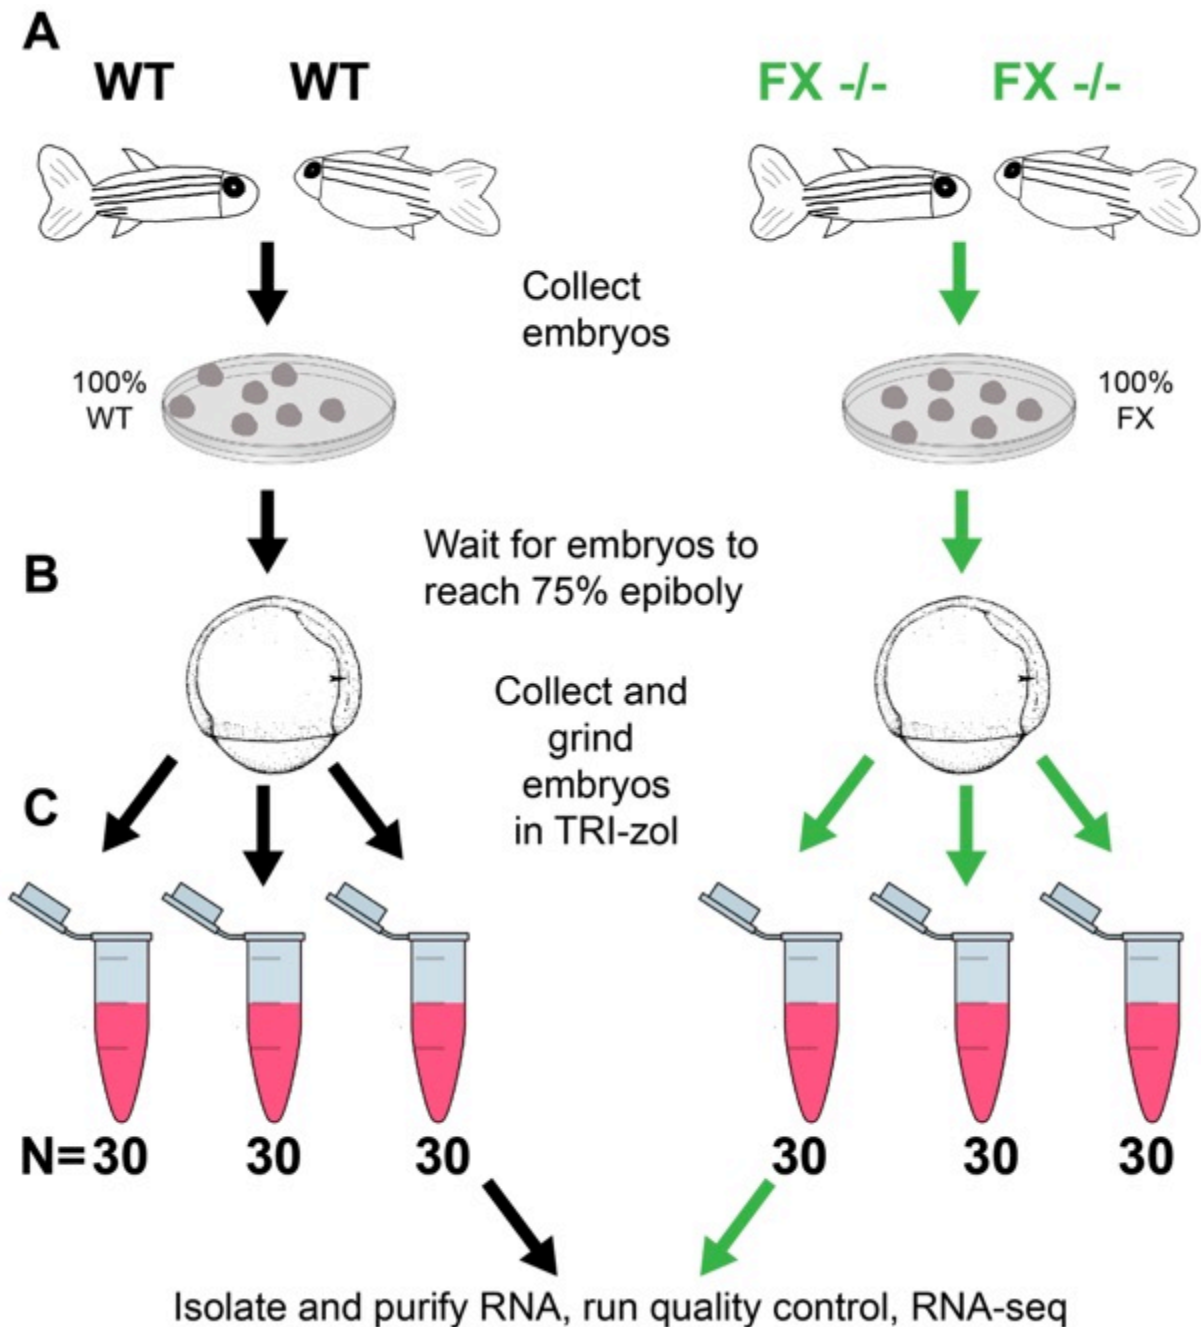 A
WT WT FX -/- FX -/-
Collect
embryos
100%
WT
100%
FX
Wait for embryos to
reach 75% epiboly
B
Collect and
grind
embryos
in TRI-zol
C
N=30 30 30 30 30 30
Isolate and purify RNA, run quality control, RNA-seq